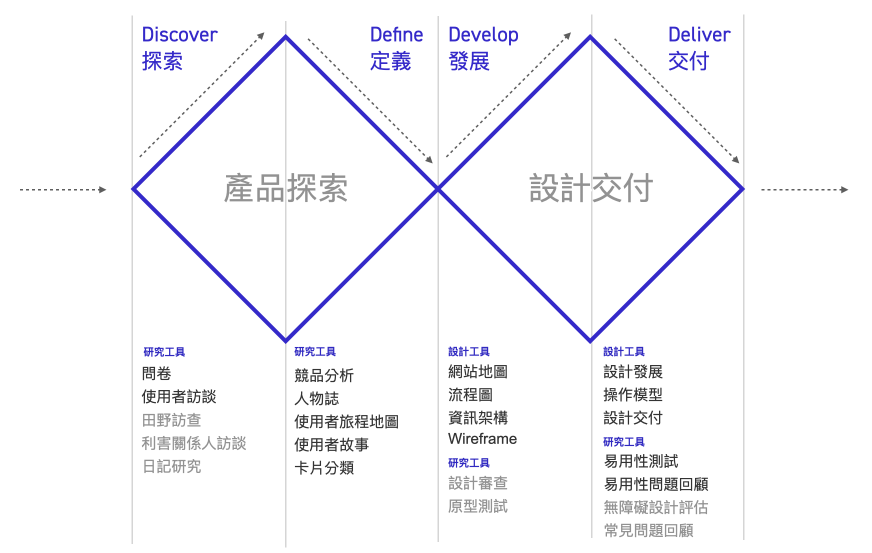 Discover
探索
Define
定義
Develop
發展
Deliver
交付
產品探索
設計交付
研究工具
問卷
使用者訪談
田野訪查
利害關係人訪談
日記研究
研究工具
競品分析
人物誌
使用者旅程地圖
使用者故事
卡片分類
設計工具
網站地圖
流程圖
資訊架構
Wireframe
研究工具
設計審查
原型測試
設計工具
設計發展
操作模型
設計交付
研究工具
易用性測試
易用性問題回顧
無障礙設計評估
常見問題回顧